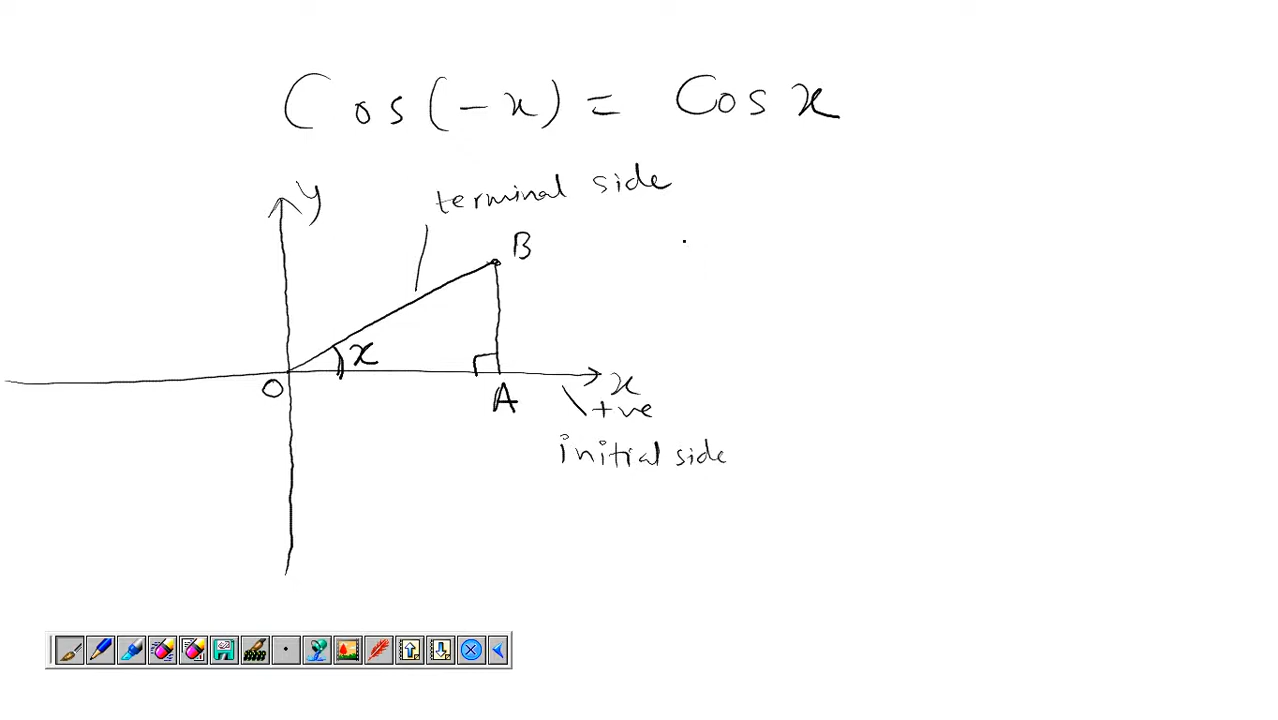 Cos(-x) = Cos x
y
terminal side
B
x
O
A
x
+ve
initial side